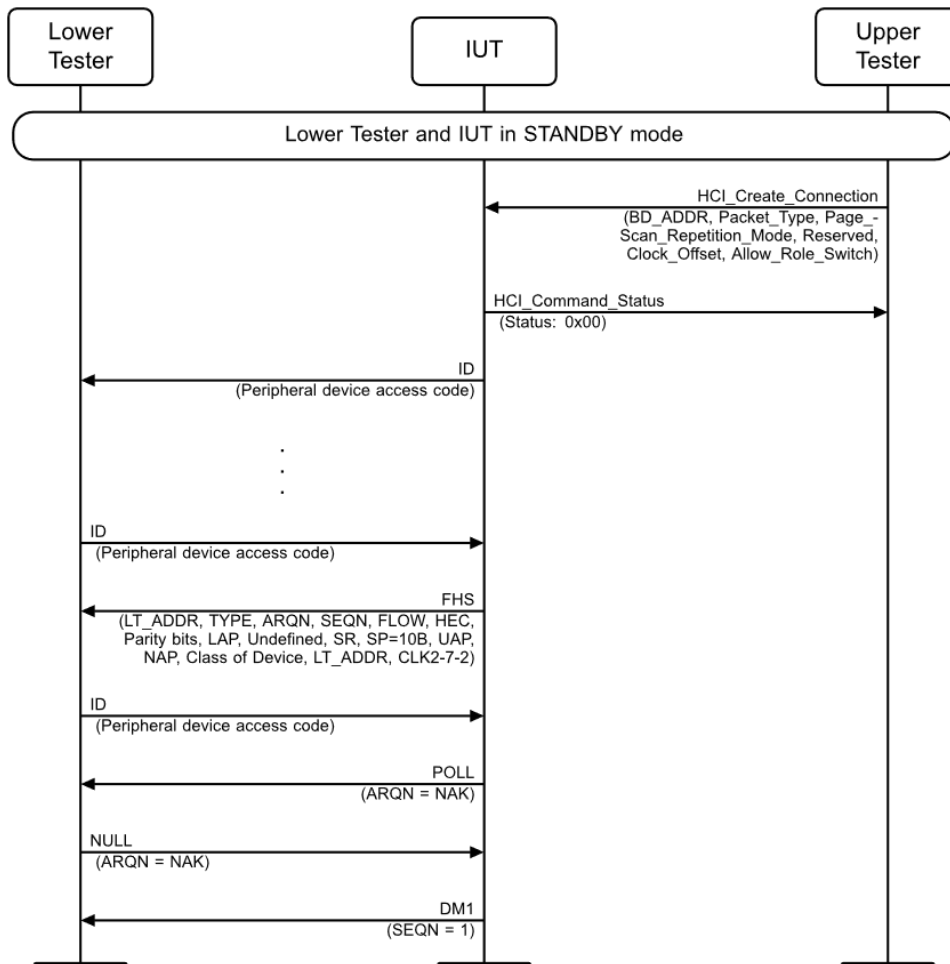 Lower
Tester
IUT
Upper
Tester
Lower Tester and IUT in STANDBY mode
HCI_Create_Connection
(BD_ADDR, Packet_Type, Page_-
Scan_Repetition_Mode, Reserved,
Clock_Offset, Allow_Role_Switch)
HCI_Command_Status
(Status: 0x00)
ID
(Peripheral device access code)
.
.
.
ID
(Peripheral device access code)
FHS
(LT_ADDR, TYPE, ARQN, SEQN, FLOW, HEC,
Parity bits, LAP, Undefined, SR, SP=10B, UAP,
NAP, Class of Device, LT_ADDR, CLK2-7-2)
ID
(Peripheral device access code)
POLL
(ARQN = NAK)
NULL
(ARQN = NAK)
DM1
(SEQN = 1)